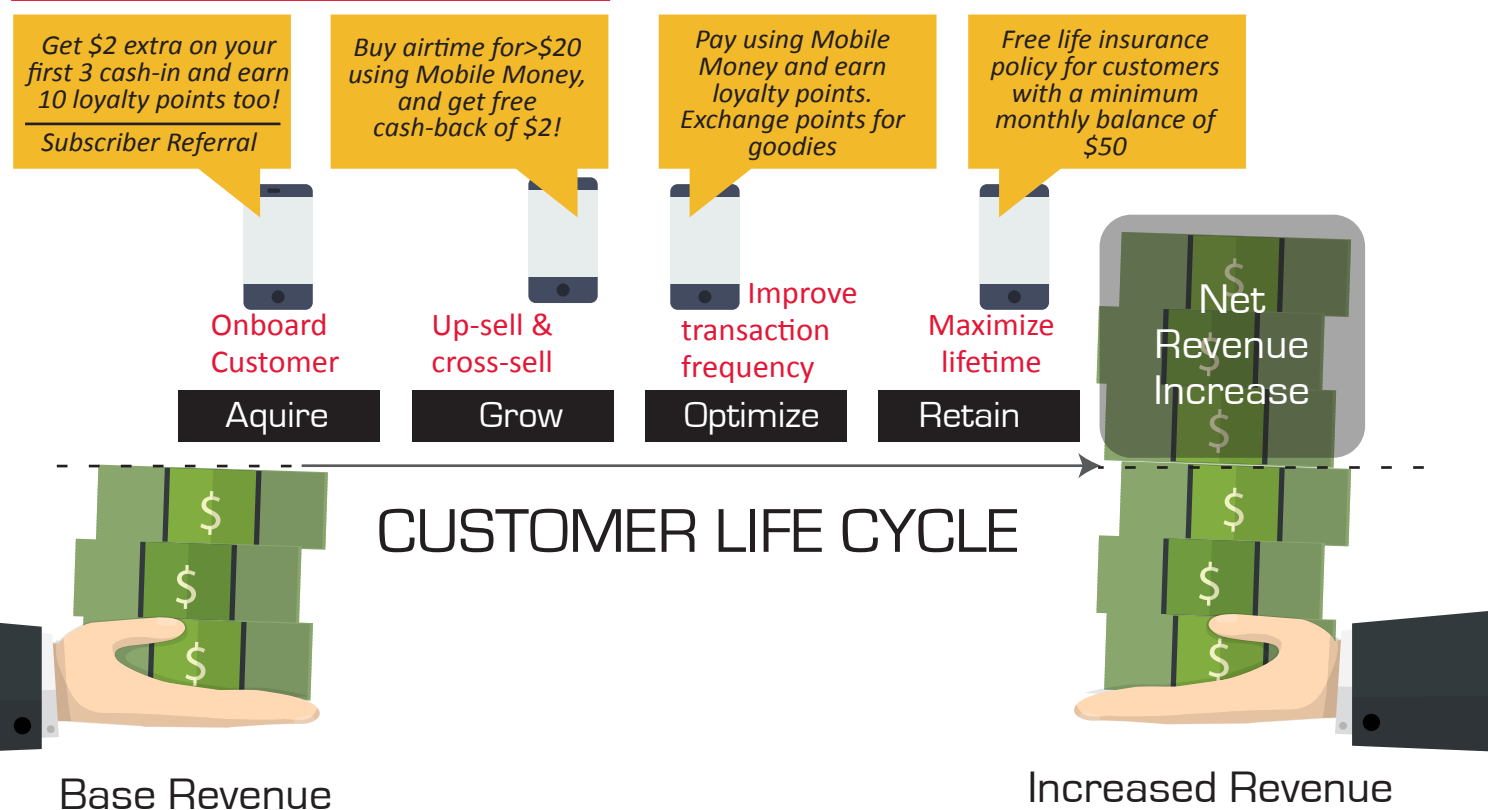 Get $2 extra on your
first 3 cash-in and earn
10 loyalty points too!
Subscriber Referral
Buy airtime for>$20
using Mobile Money,
and get free
cash-back of $2!
Pay using Mobile
Money and earn
loyalty points.
Exchange points for
goodies
Free life insurance
policy for customers
with a minimum
monthly balance of
$50
Onboard
Customer
Up-sell &
cross-sell
Improve
transaction
frequency
Maximize
lifetime
Aquire
Grow
Optimize
Retain
Net
Revenue
Increase
$
$
$
CUSTOMER LIFE CYCLE
$
$
$
$
$
$
Base Revenue
Increased Revenue